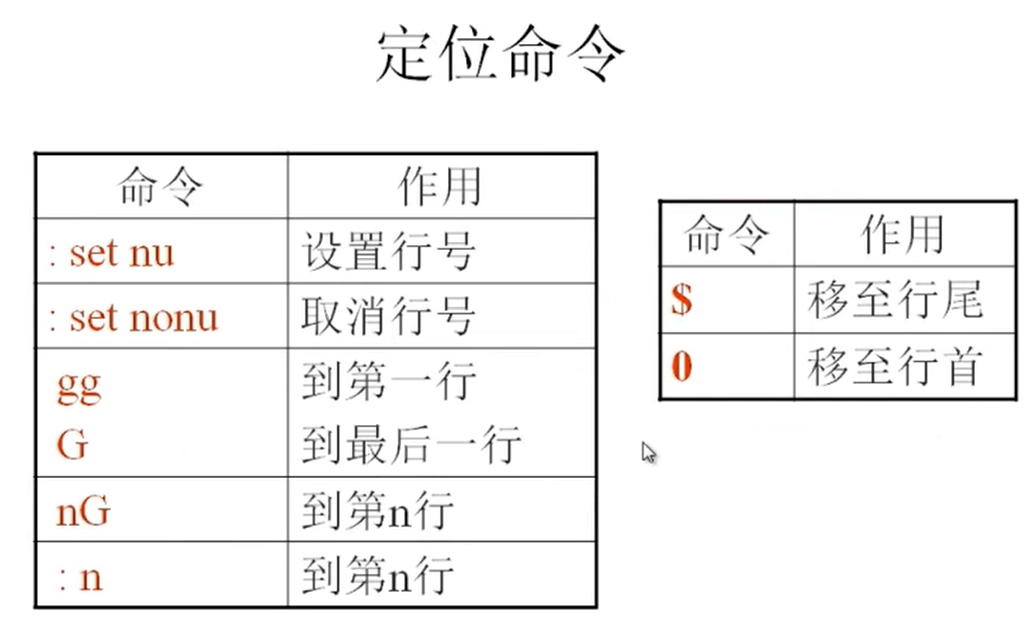 定位命令
命令 作用
: set nu 设置行号
: set nonu 取消行号
gg 到第一行
G 到最后一行
nG 到第n行
: n 到第n行
命令 作用
$ 移至行尾
0 移至行首